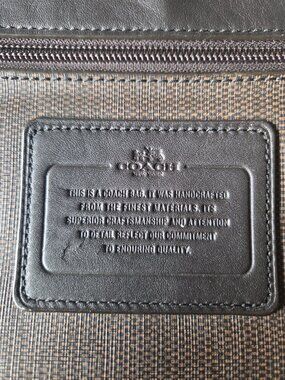 COACH
THIS IS A COACH BAG. IT WAS HANDCRAFTED
FROM THE FINEST MATERIALS. ITS
SUPERIOR CRAFTSMANSHIP AND ATTENTION
TO DETAIL REFLECT OUR COMMITMENT
TO ENDURING QUALITY.